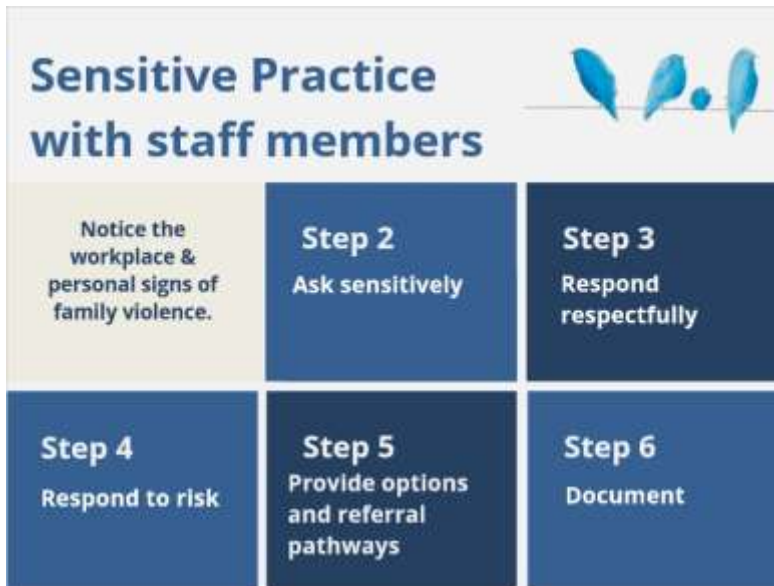 Sensitive Practice
with staff members
Notice the
workplace &
personal signs of
family violence.
Step 2
Ask sensitively
Step 3
Respond
respectfully
Step 4
Respond to risk
Step 5
Provide options
and referral
pathways
Step 6
Document